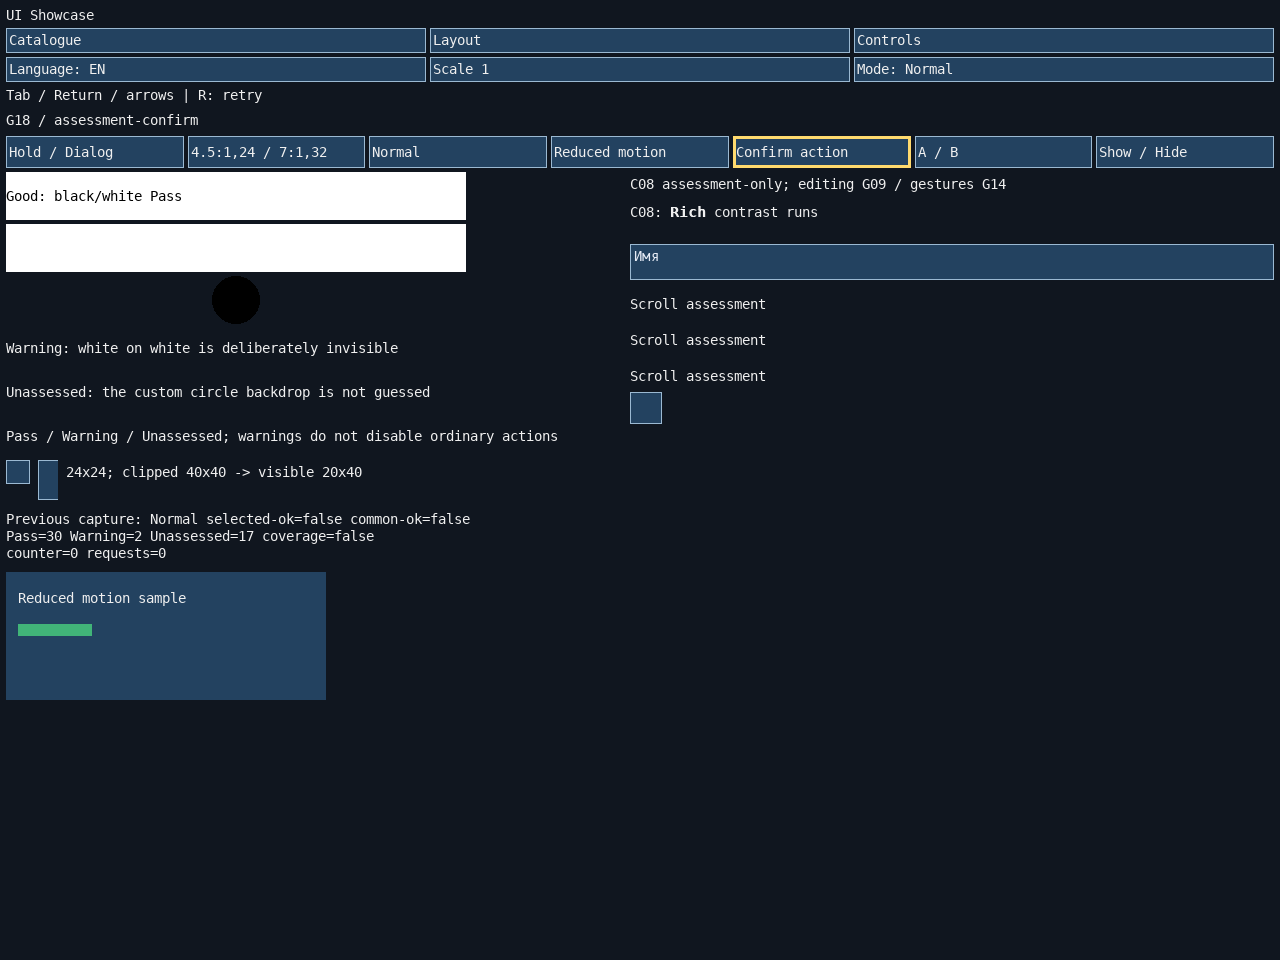 UI Showcase
Catalogue
Layout
Controls
Language: EN
Scale 1
Mode: Normal
Tab / Return / arrows | R: retry
G18 / assessment-confirm
Hold / Dialog
4.5:1,24 / 7:1,32
Normal
Reduced motion
Confirm action
A / B
Show / Hide
Good: black/white Pass
Warning: white on white is deliberately invisible
Unassessed: the custom circle backdrop is not guessed
Pass / Warning / Unassessed; warnings do not disable ordinary actions
24x24; clipped 40x40 -> visible 20x40
Previous capture: Normal selected-ok=false common-ok=false
Pass=30 Warning=2 Unassessed=17 coverage=false
counter=0 requests=0
Reduced motion sample
C08 assessment-only; editing G09 / gestures G14
C08: Rich contrast runs
Имя
Scroll assessment
Scroll assessment
Scroll assessment